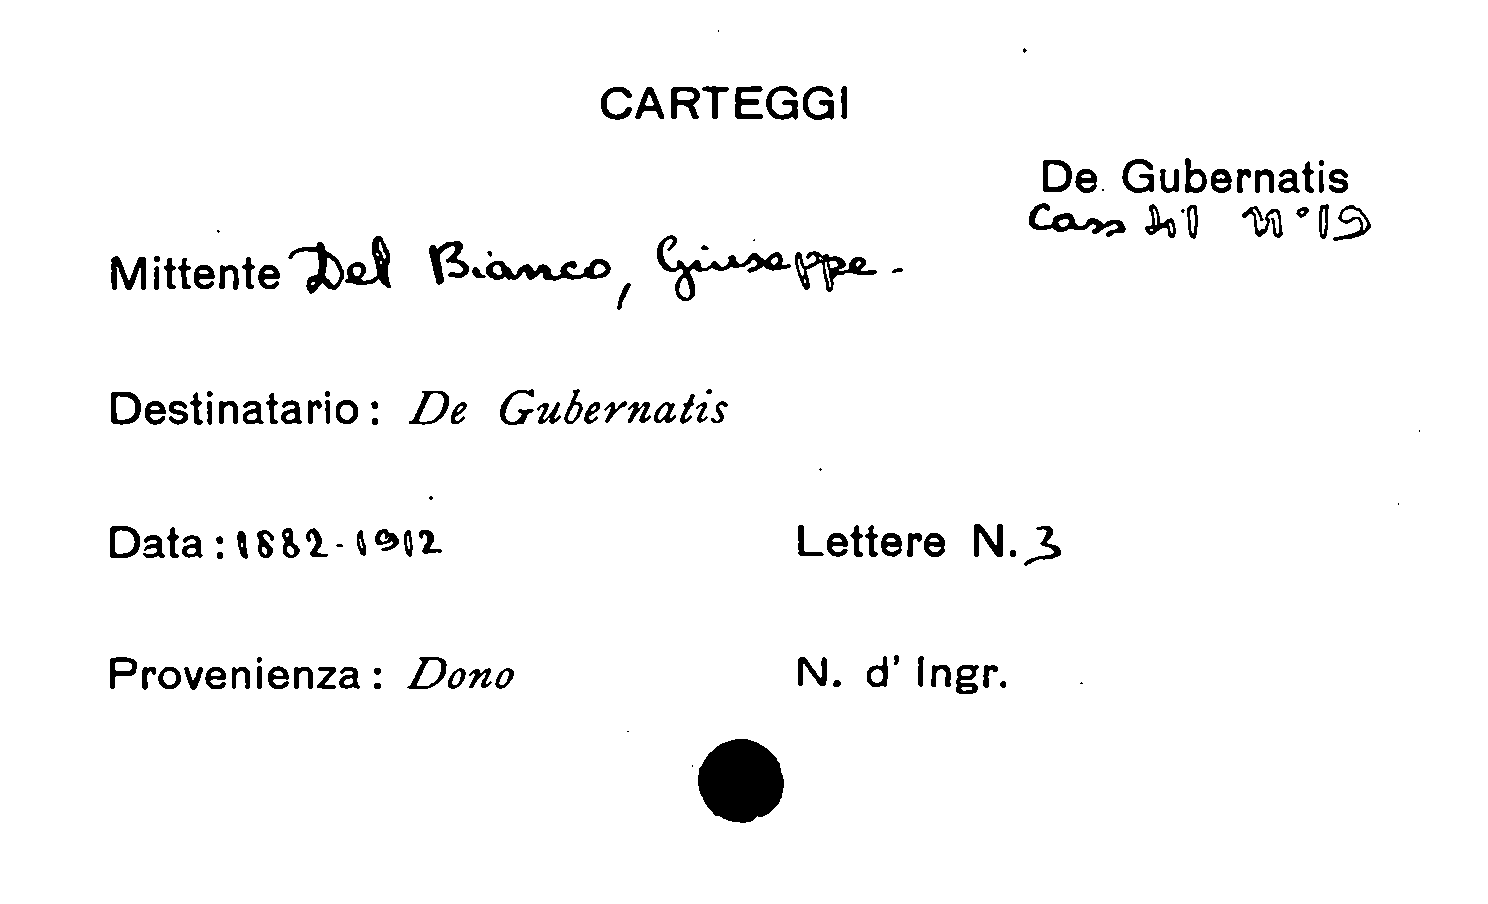 CARTEGGI
De Gubernatis
Cass 41 N° 19
Mittente Del Bianco, Giuseppe.-
Destinatario: De Gubernatis
Data: 1882-1912 Lettere N. 3
Provenienza: Dono N. d' Ingr.